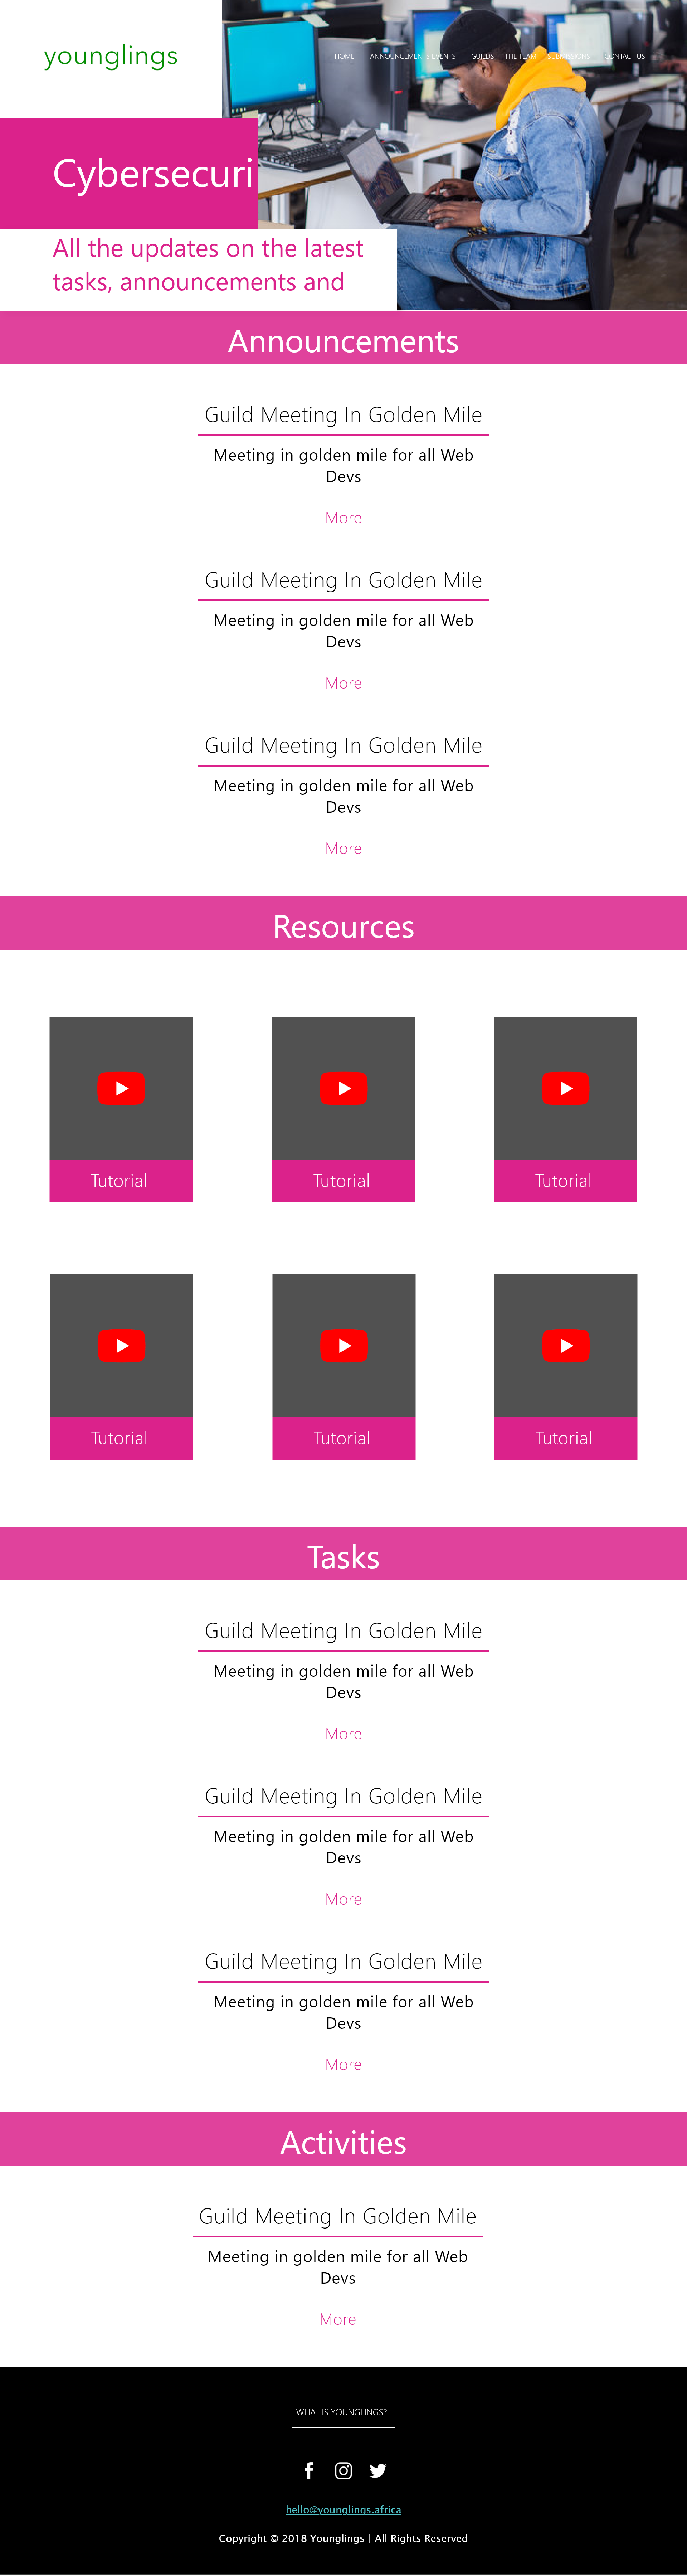 younglings
HOME ANNOUNCEMENTS EVENTS GUILDS THE TEAM SUBMISSIONS CONTACT US
Cybersecuri
All the updates on the latest
tasks, announcements and
Announcements
Guild Meeting In Golden Mile
Meeting in golden mile for all Web
Devs
More
Guild Meeting In Golden Mile
Meeting in golden mile for all Web
Devs
More
Guild Meeting In Golden Mile
Meeting in golden mile for all Web
Devs
More
Resources
Tutorial Tutorial Tutorial
Tutorial Tutorial Tutorial
Tasks
Guild Meeting In Golden Mile
Meeting in golden mile for all Web
Devs
More
Guild Meeting In Golden Mile
Meeting in golden mile for all Web
Devs
More
Guild Meeting In Golden Mile
Meeting in golden mile for all Web
Devs
More
Activities
Guild Meeting In Golden Mile
Meeting in golden mile for all Web
Devs
More
WHAT IS YOUNGLINGS?
hello@younglings.africa
Copyright © 2018 Younglings | All Rights Reserved